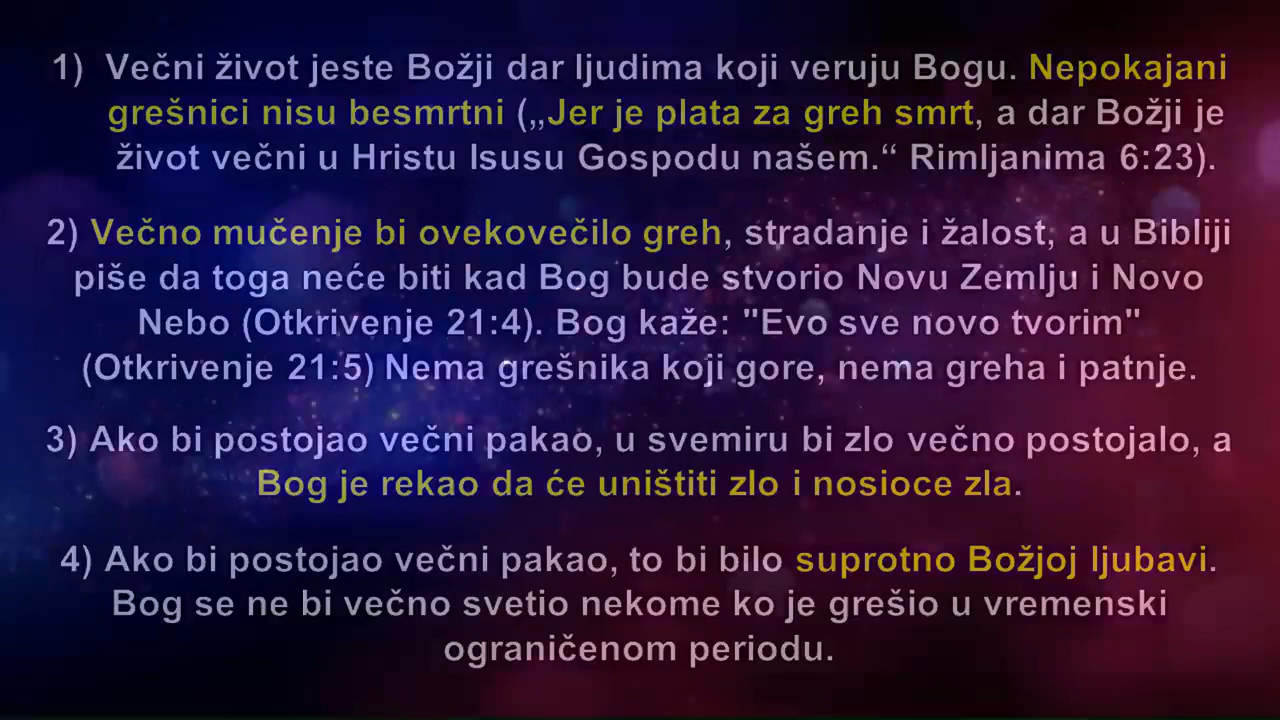 1) Večni život jeste Božji dar ljudima koji veruju Bogu. Nepokajani
grešnici nisu besmrtni („Jer je plata za greh smrt, a dar Božji je
život večni u Hristu Isusu Gospodu našem.“ Rimljanima 6:23).
2) Večno mučenje bi ovekovečilo greh, stradanje i žalost, a u Bibliji
piše da toga neće biti kad Bog bude stvorio Novu Zemlju i Novo
Nebo (Otkrivenje 21:4). Bog kaže: "Evo sve novo tvorim"
(Otkrivenje 21:5) Nema grešnika koji gore, nema greha i patnje.
3) Ako bi postojao večni pakao, u svemiru bi zlo večno postojalo, a
Bog je rekao da će uništiti zlo i nosioce zla.
4) Ako bi postojao večni pakao, to bi bilo suprotno Božjoj ljubavi.
Bog se ne bi večno svetio nekome ko je grešio u vremenski
ograničenom periodu.